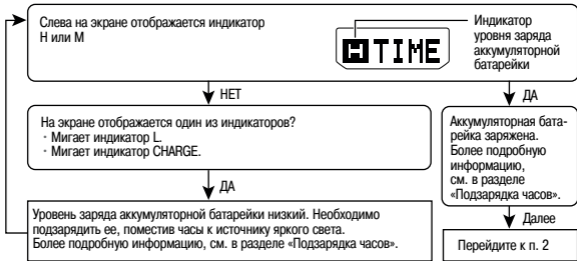 Слева на экране отображается индикатор
H или M
H TIME
Индикатор
уровня заряда
аккумуляторной
батарейки
НЕТ
ДА
На экране отображается один из индикаторов?
· Мигает индикатор L.
· Мигает индикатор CHARGE.
Аккумуляторная бата-
рейка заряжена.
Более подробную
информацию,
см. в разделе
«Подзарядка часов».
ДА
Далее
Уровень заряда аккумуляторной батарейки низкий. Необходимо
подзарядить ее, поместив часы к источнику яркого света.
Более подробную информацию, см. в разделе «Подзарядка часов».
Перейдите к п. 2